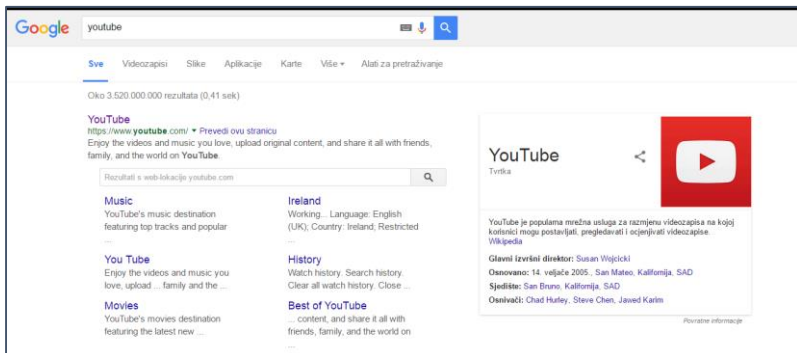 Google
youtube
Sve Videozapisi Slike Aplikacije Karte Više Alati za pretraživanje
Oko 3.520.000.000 rezultata (0,41 sek)
YouTube
https://www.youtube.com/ Prevedi ovu stranicu
Enjoy the videos and music you love, upload original content, and share it all with friends,
family, and the world on YouTube.
Rezultati s web-lokacije youtube.com
Music
YouTube's music destination
featuring top tracks and popular
...
Ireland
Working... Language: English
(UK); Country: Ireland; Restricted
...
You Tube
Enjoy the videos and music you
love, upload ... family and the ...
History
Watch history. Search history.
Clear all watch history. Close ...
Movies
YouTube's movies destination
featuring the latest new ...
Best of YouTube
... content, and share it all with
friends, family, and the world on
...
YouTube
Tvrtka
YouTube je popularna mrežna usluga za razmjenu videozapisa na kojoj
korisnici mogu postavljati, pregledavati i ocjenjivati videozapise.
Wikipedia
Glavni izvršni direktor: Susan Wojcicki
Osnovano: 14. veljače 2005., San Mateo, Kalifornija, SAD
Sjedište: San Bruno, Kalifornija, SAD
Osnivači: Chad Hurley, Steve Chen, Jawed Karim
Povratne informacije